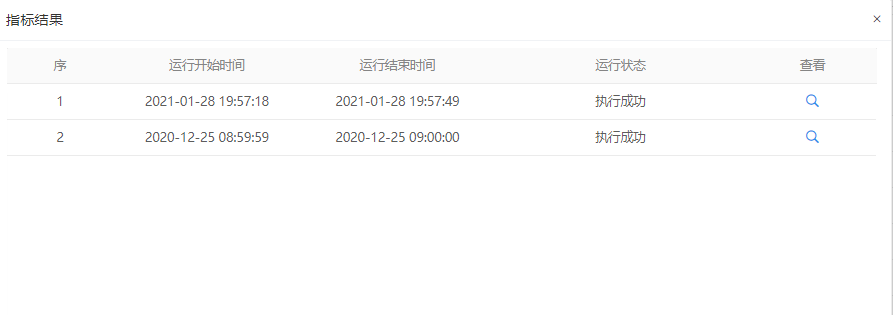 指标结果 ×
序 运行开始时间 运行结束时间 运行状态 查看
1 2021-01-28 19:57:18 2021-01-28 19:57:49 执行成功
2 2020-12-25 08:59:59 2020-12-25 09:00:00 执行成功